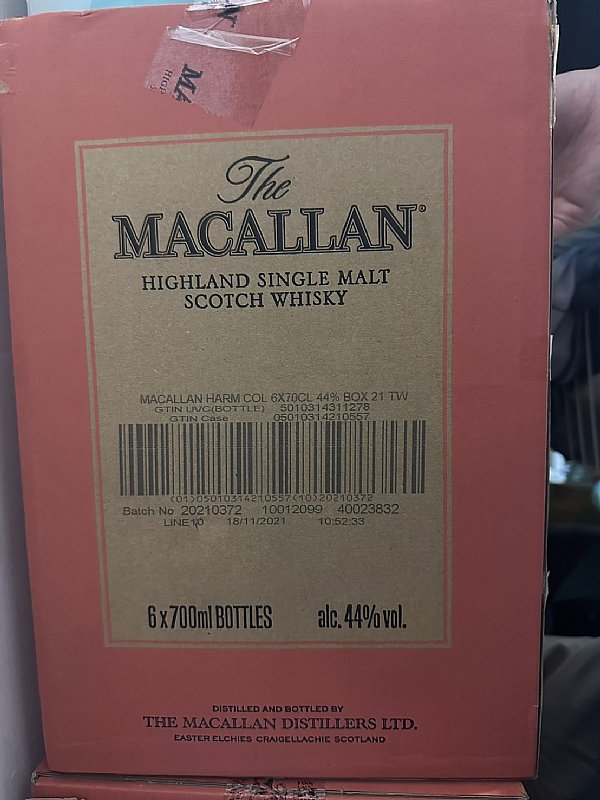 The
MACALLAN®
HIGHLAND SINGLE MALT
SCOTCH WHISKY
MACALLAN HARM COL 6X70CL 44% BOX 21 TW
GTIN UVC(BOTTLE) 5010314311278
GTIN Case 05010314210557
(01)05010314210557(10)20210372
Batch No 20210372 10012099 40023832
LINE10 18/11/2021 10:52:33
6 x 700ml BOTTLES alc. 44% vol.
DISTILLED AND BOTTLED BY
THE MACALLAN DISTILLERS LTD.
EASTER ELCHIES CRAIGELLACHIE SCOTLAND